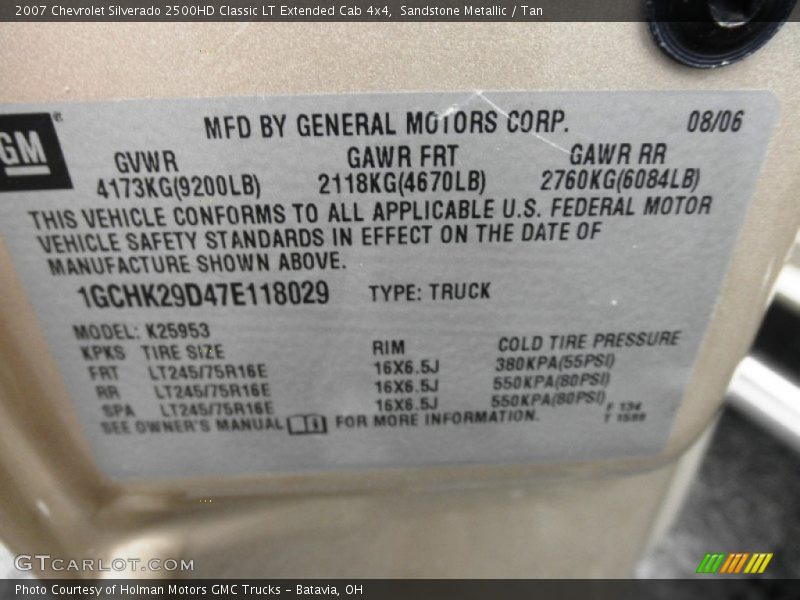 2007 Chevrolet Silverado 2500HD Classic LT Extended Cab 4x4, Sandstone Metallic / Tan
GM®
MFD BY GENERAL MOTORS CORP. 08/06
GVWR GAWR FRT GAWR RR
4173KG(9200LB) 2118KG(4670LB) 2760KG(6084LB)
THIS VEHICLE CONFORMS TO ALL APPLICABLE U.S. FEDERAL MOTOR
VEHICLE SAFETY STANDARDS IN EFFECT ON THE DATE OF
MANUFACTURE SHOWN ABOVE.
1GCHK29D47E118029 TYPE: TRUCK
MODEL: K25953
KPKS TIRE SIZE RIM COLD TIRE PRESSURE
FRT LT245/75R16E 16X6.5J 380KPA(55PSI)
RR LT245/75R16E 16X6.5J 550KPA(80PSI)
SPA LT245/75R16E 16X6.5J 550KPA(80PSI)
SEE OWNER'S MANUAL FOR MORE INFORMATION.
F 134
GTcarlot.com
Photo Courtesy of Holman Motors GMC Trucks - Batavia, OH